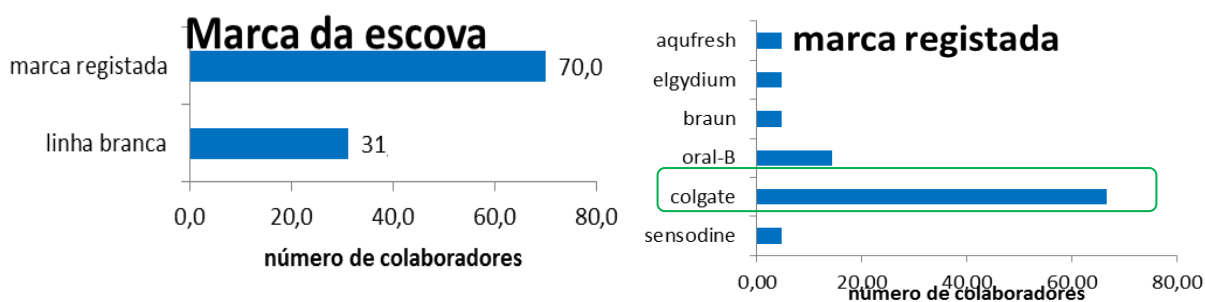 Marca da escova
marca registada
70,0
linha branca
31
0,0 20,0 40,0 60,0 80,0
número de colaboradores
marca registada
aqufresh
elgydium
braun
oral-B
colgate
sensodine
0,00 20,00 40,00 60,00 80,00
número de colaboradores